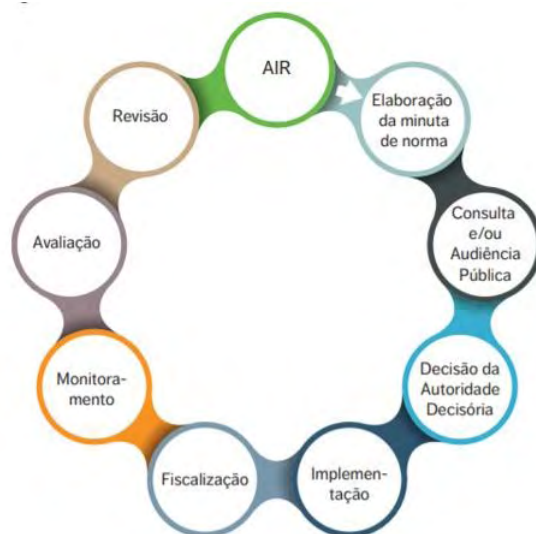 AIR
Elaboração
da minuta
de norma
Consulta
e/ou
Audiência
Pública
Decisão da
Autoridade
Decisória
Implemen-
tação
Fiscalização
Monitora-
mento
Avaliação
Revisão